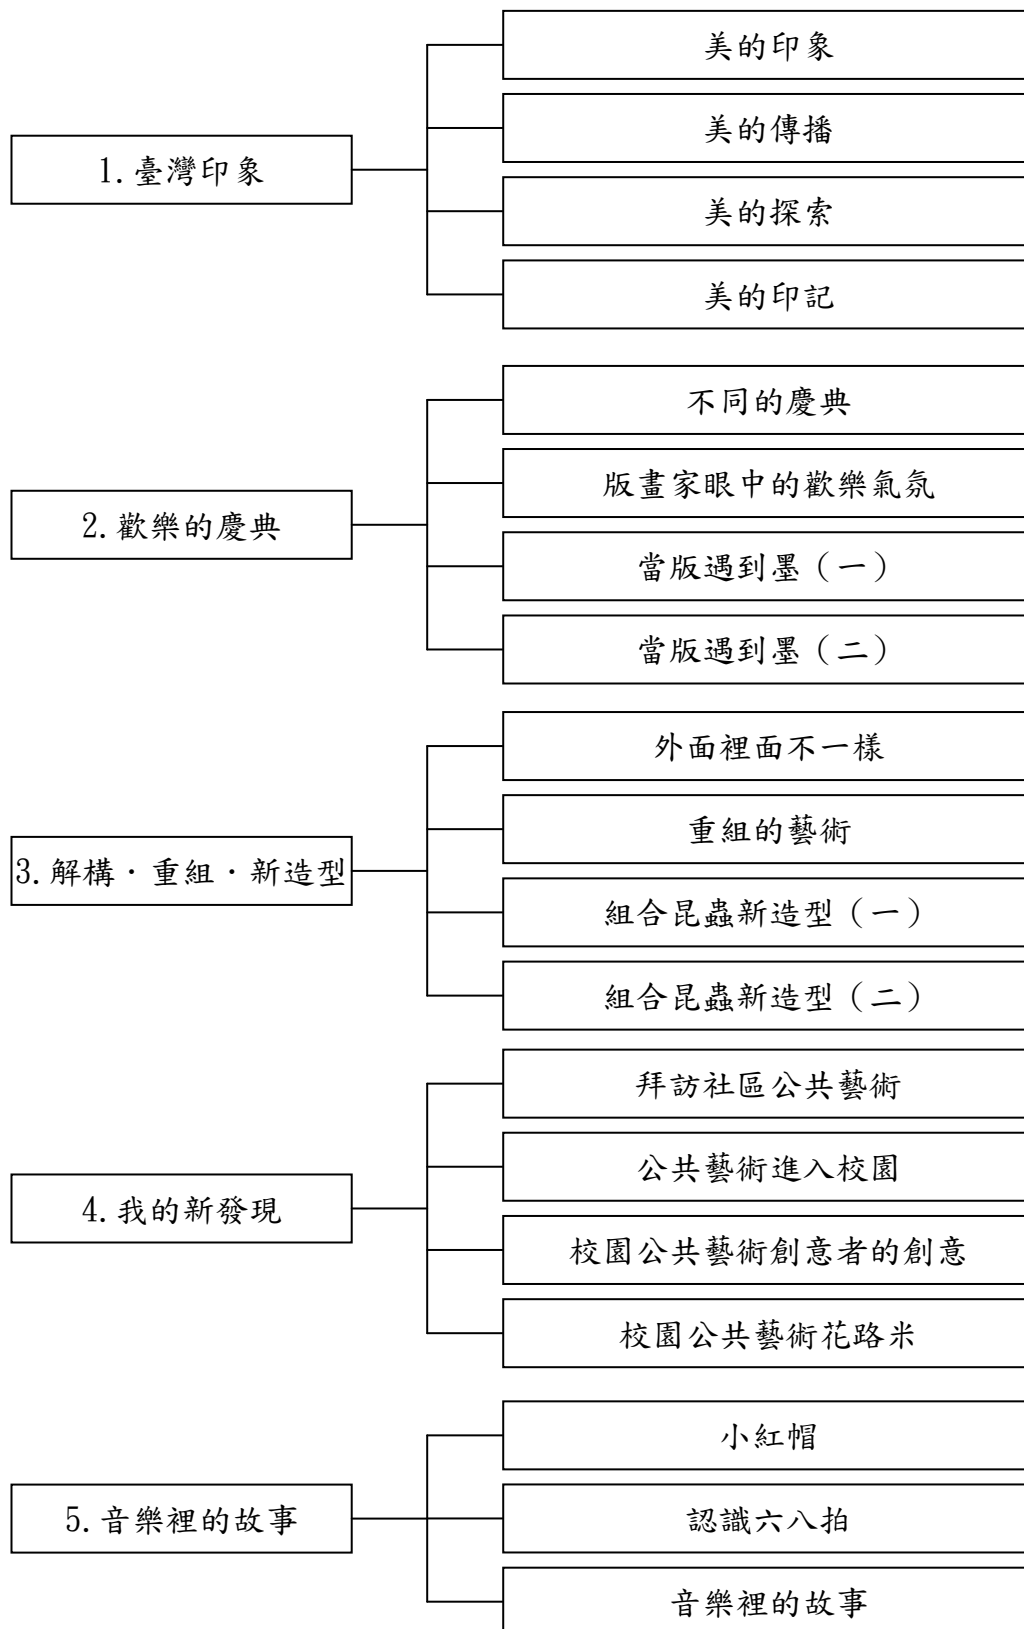 1.臺灣印象
美的印象
美的傳播
美的探索
美的印記
2.歡樂的慶典
不同的慶典
版畫家眼中的歡樂氣氛
當版遇到墨（一）
當版遇到墨（二）
3.解構．重組．新造型
外面裡面不一樣
重組的藝術
組合昆蟲新造型（一）
組合昆蟲新造型（二）
4.我的新發現
拜訪社區公共藝術
公共藝術進入校園
校園公共藝術創意者的創意
校園公共藝術花路米
5.音樂裡的故事
小紅帽
認識六八拍
音樂裡的故事